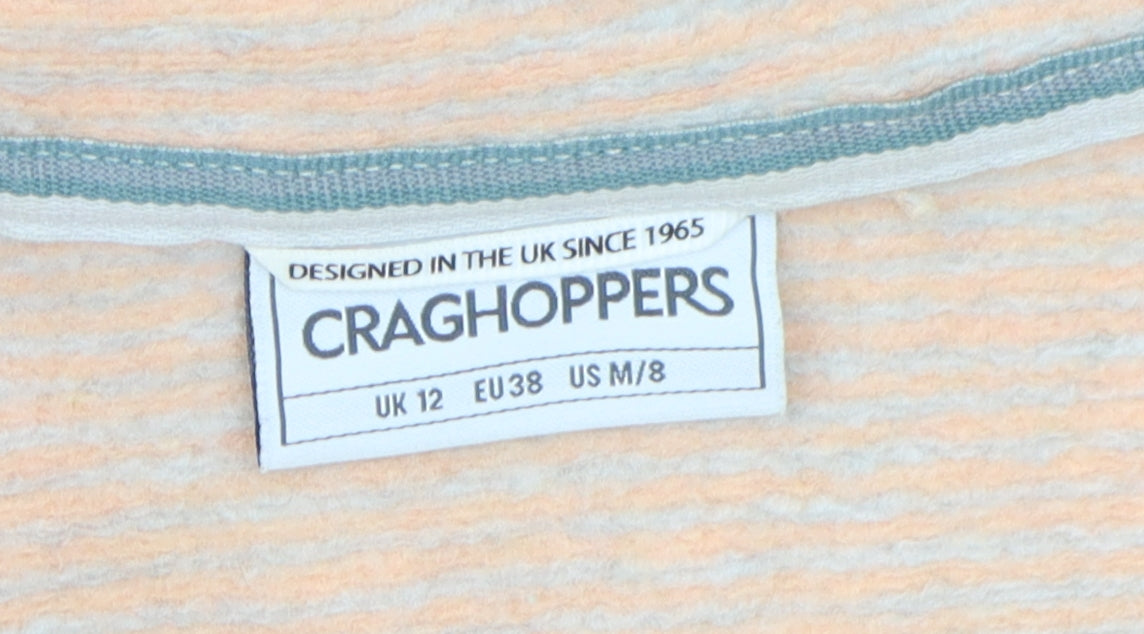 DESIGNED IN THE UK SINCE 1965
CRAGHOPPERS
UK 12 EU 38 US M/8